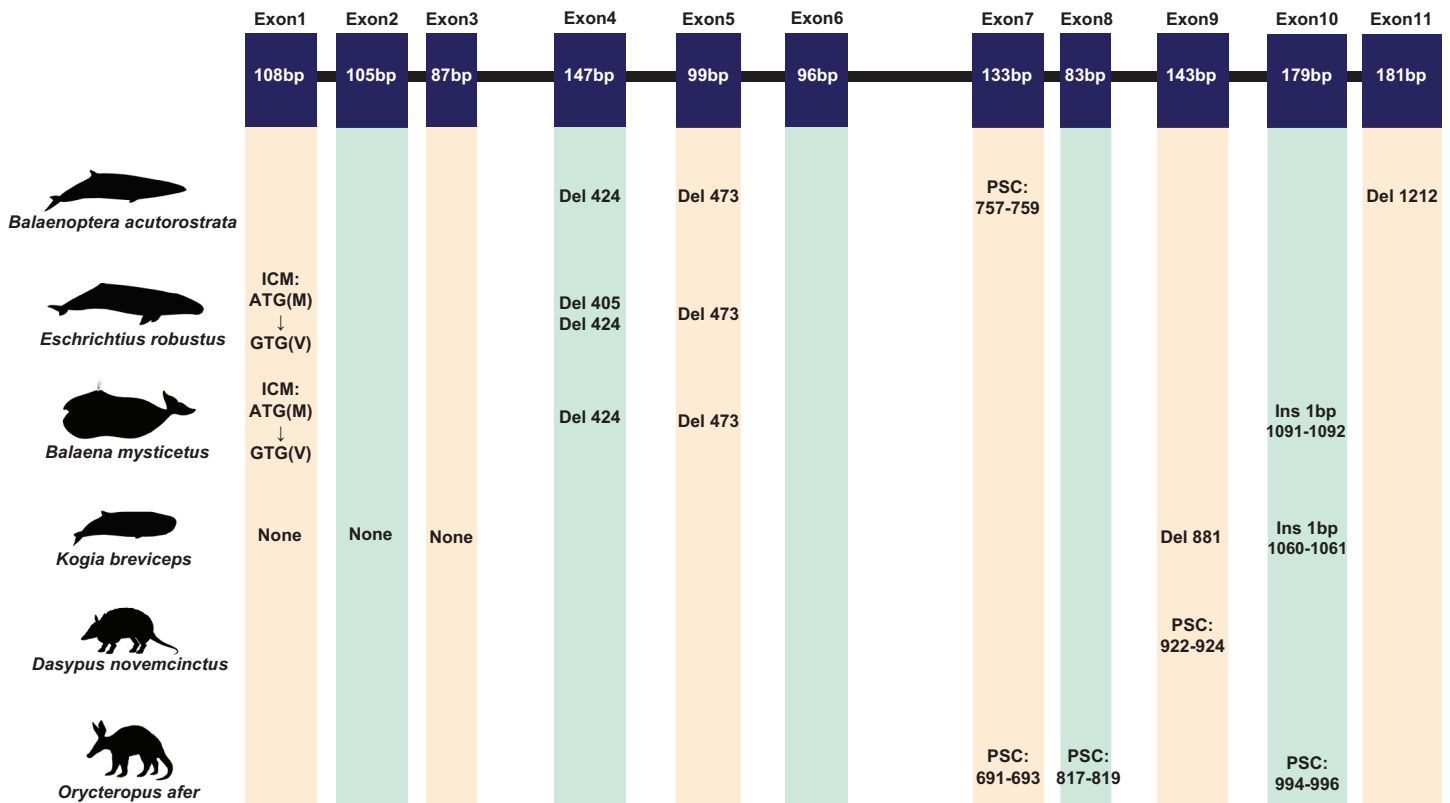 Exon1 Exon2 Exon3 Exon4 Exon5 Exon6 Exon7 Exon8 Exon9 Exon10 Exon11
108bp 105bp 87bp 147bp 99bp 96bp 133bp 83bp 143bp 179bp 181bp
Balaenoptera acutorostrata
Del 424
Del 473
PSC:
757-759
Del 1212
Eschrichtius robustus
ICM:
ATG(M)
↓
GTG(V)
Del 405
Del 424
Del 473
Balaena mysticetus
ICM:
ATG(M)
↓
GTG(V)
Del 424
Del 473
Ins 1bp
1091-1092
Kogia breviceps
None
None
None
Del 881
Ins 1bp
1060-1061
Dasypus novemcinctus
PSC:
922-924
Orycteropus afer
PSC:
691-693
PSC:
817-819
PSC:
994-996